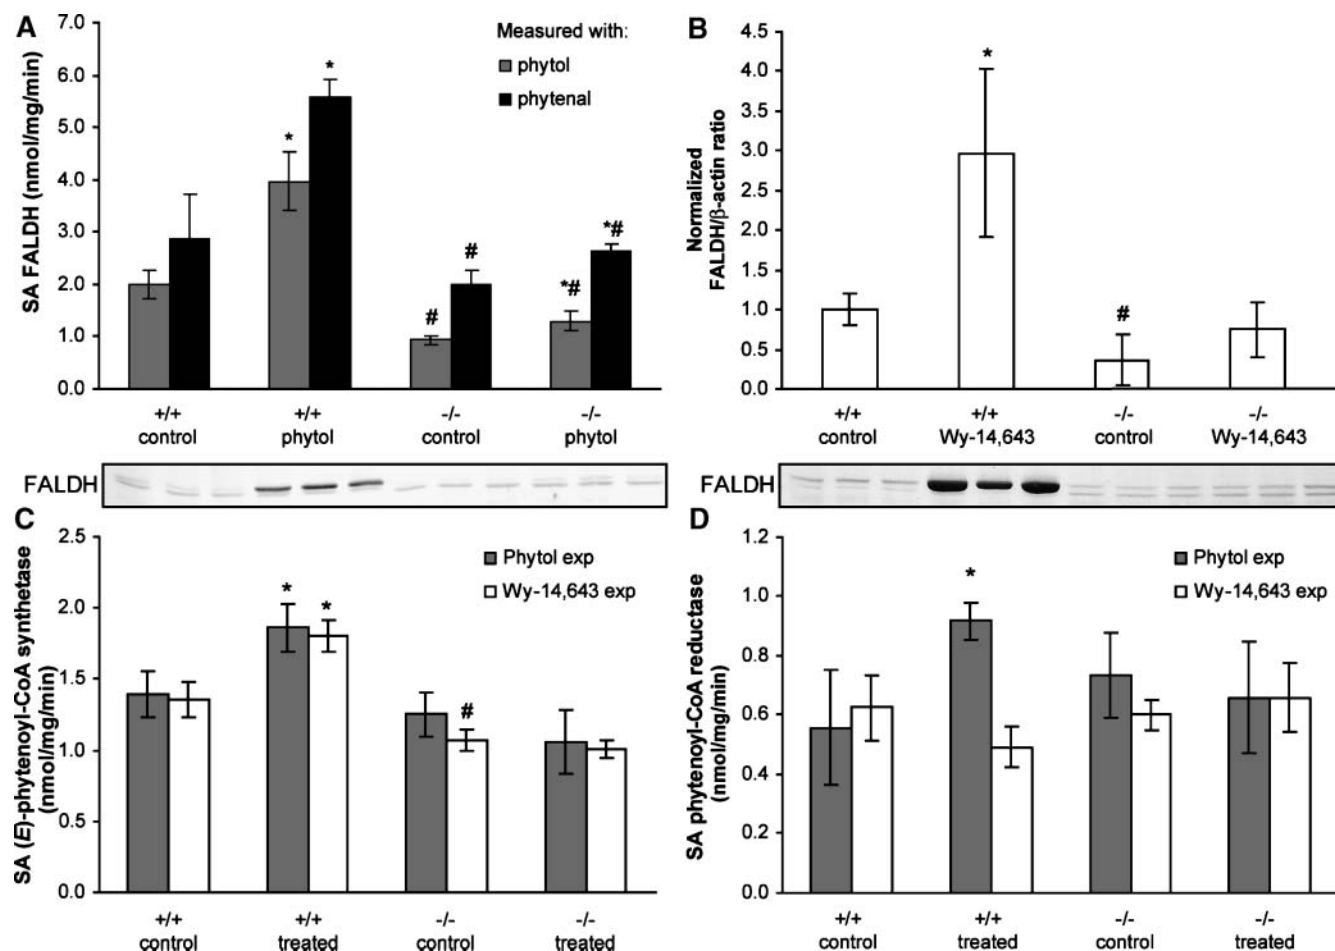 A
SA FALDH (nmol/mg/min)
7.0
6.0
5.0
4.0
3.0
2.0
1.0
0.0
Measured with:
phytol
phytenal
*
*
#
#
*#
*#
+/+
control
+/+
phytol
-/-
control
-/-
phytol
FALDH
B
Normalized
FALDH/β-actin ratio
4.5
4.0
3.5
3.0
2.5
2.0
1.5
1.0
0.5
0.0
*
#
+/+
control
+/+
Wy-14,643
-/-
control
-/-
Wy-14,643
FALDH
C
SA (E)-phytenoyl-CoA synthetase
(nmol/mg/min)
2.5
2.0
1.5
1.0
0.5
0.0
Phytol exp
Wy-14,643 exp
*
*
#
+/+
control
+/+
treated
-/-
control
-/-
treated
D
SA phytenoyl-CoA reductase
(nmol/mg/min)
1.2
1.0
0.8
0.6
0.4
0.2
0.0
Phytol exp
Wy-14,643 exp
*
+/+
control
+/+
treated
-/-
control
-/-
treated